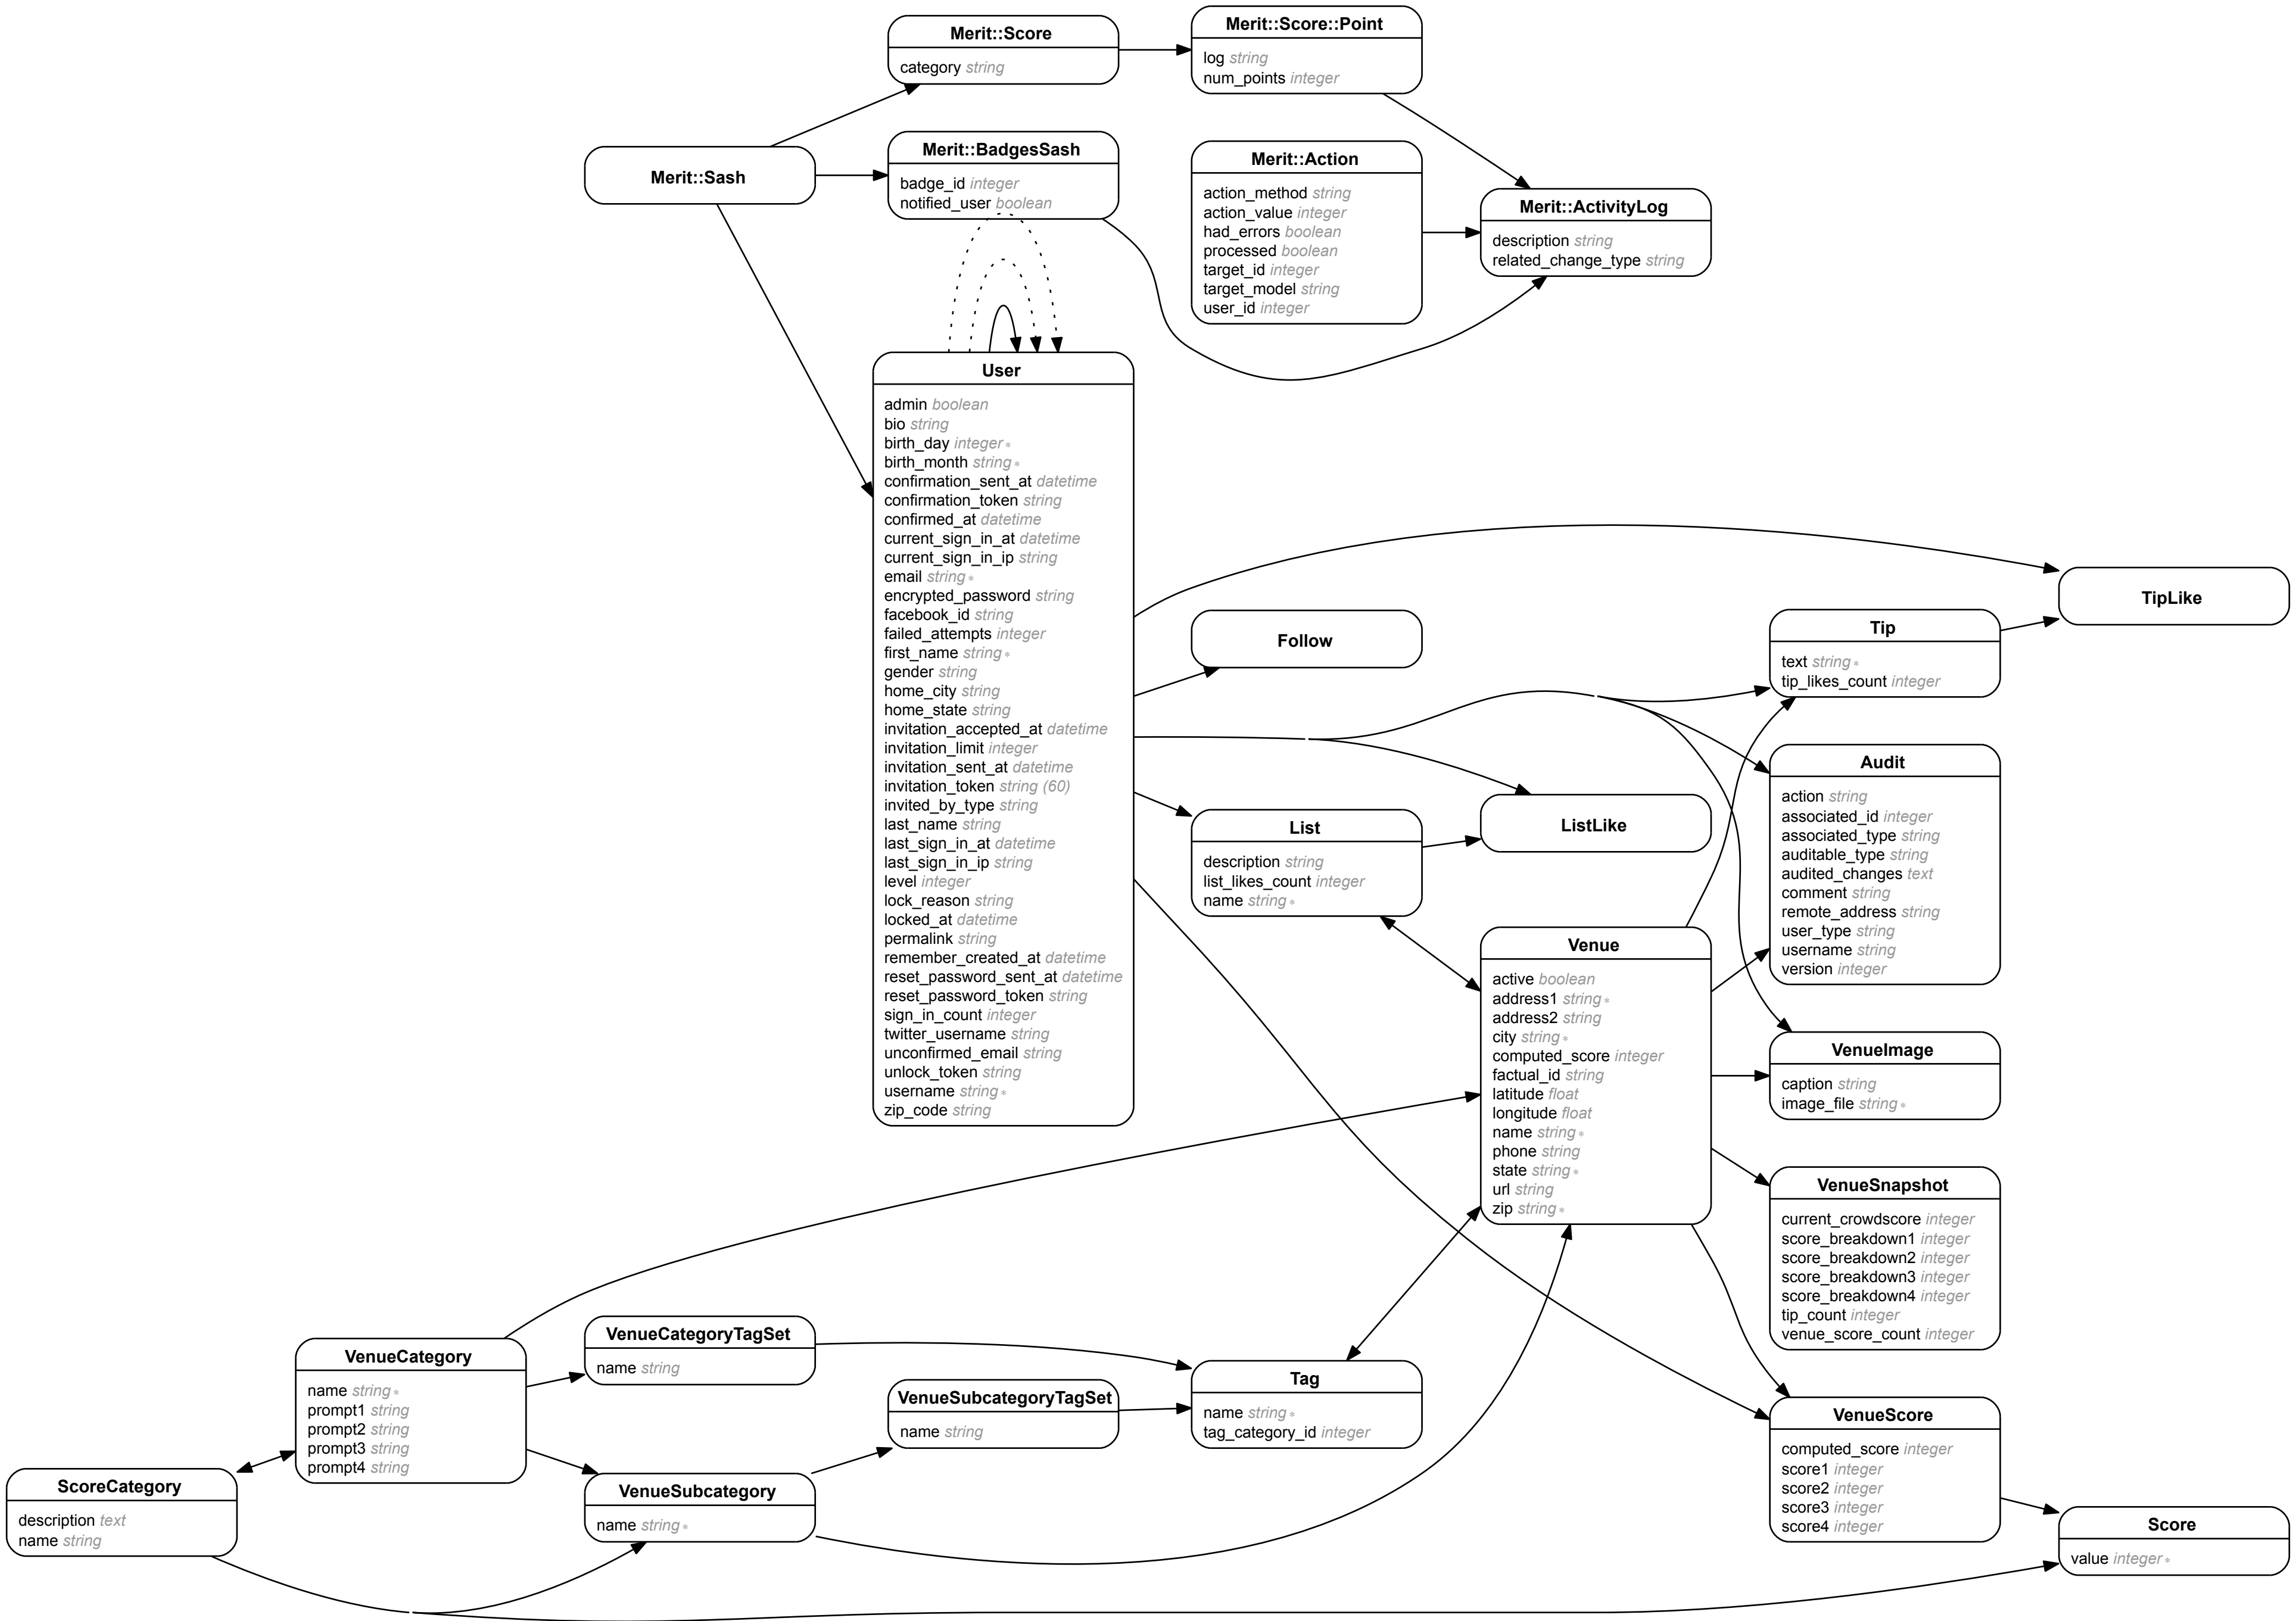 Merit::Score
category string
Merit::Score::Point
log string
num_points integer
Merit::Sash
Merit::BadgesSash
badge_id integer
notified_user boolean
Merit::Action
action_method string
action_value integer
had_errors boolean
processed boolean
target_id integer
target_model string
user_id integer
Merit::ActivityLog
description string
related_change_type string
User
admin boolean
bio string
birth_day integer *
birth_month string *
confirmation_sent_at datetime
confirmation_token string
confirmed_at datetime
current_sign_in_at datetime
current_sign_in_ip string
email string *
encrypted_password string
facebook_id string
failed_attempts integer
first_name string *
gender string
home_city string
home_state string
invitation_accepted_at datetime
invitation_limit integer
invitation_sent_at datetime
invitation_token string (60)
invited_by_type string
last_name string
last_sign_in_at datetime
last_sign_in_ip string
level integer
lock_reason string
locked_at datetime
permalink string
remember_created_at datetime
reset_password_sent_at datetime
reset_password_token string
sign_in_count integer
twitter_username string
unconfirmed_email string
unlock_token string
username string *
zip_code string
Follow
TipLike
Tip
text string *
tip_likes_count integer
List
description string
list_likes_count integer
name string *
ListLike
Audit
action string
associated_id integer
associated_type string
auditable_type string
audited_changes text
comment string
remote_address string
user_type string
username string
version integer
Venue
active boolean
address1 string *
address2 string
city string *
computed_score integer
factual_id string
latitude float
longitude float
name string *
phone string
state string *
url string
zip string *
VenueImage
caption string
image_file string *
VenueSnapshot
current_crowdscore integer
score_breakdown1 integer
score_breakdown2 integer
score_breakdown3 integer
score_breakdown4 integer
tip_count integer
venue_score_count integer
VenueCategory
name string *
prompt1 string
prompt2 string
prompt3 string
prompt4 string
VenueCategoryTagSet
name string
VenueSubcategoryTagSet
name string
Tag
name string *
tag_category_id integer
ScoreCategory
description text
name string
VenueSubcategory
name string *
VenueScore
computed_score integer
score1 integer
score2 integer
score3 integer
score4 integer
Score
value integer *